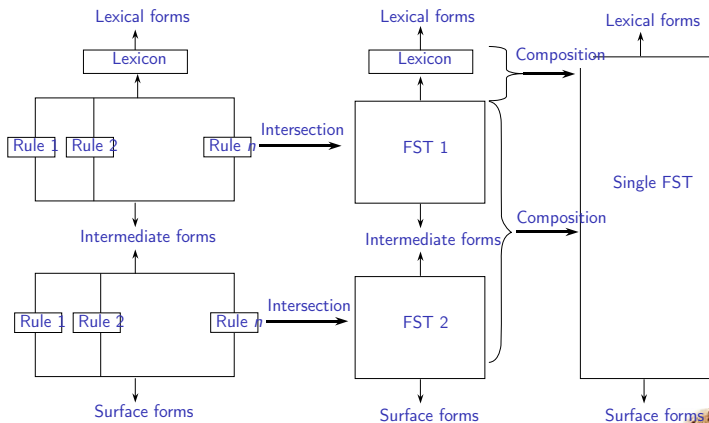 Lexical forms
Lexicon
Rule 1 Rule 2 Rule n
Intermediate forms
Rule 1 Rule 2 Rule n
Surface forms
Intersection
Intersection
Lexical forms
Lexicon
FST 1
Intermediate forms
FST 2
Surface forms
Composition
Composition
Lexical forms
Single FST
Surface forms